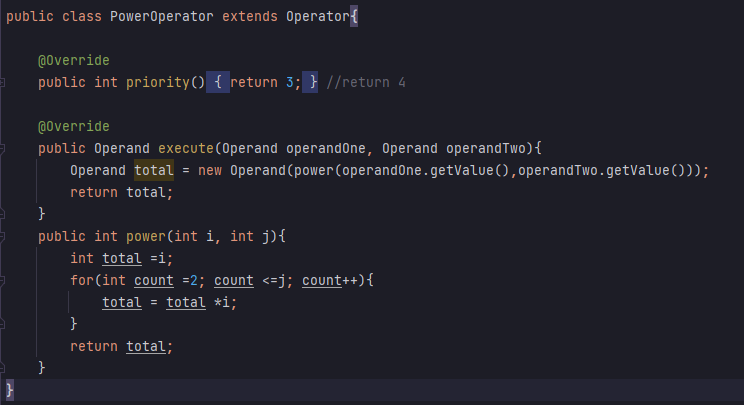 public class PowerOperator extends Operator{
@Override
public int priority() { return 3; } //return 4
@Override
public Operand execute(Operand operandOne, Operand operandTwo){
Operand total = new Operand(power(operandOne.getValue(),operandTwo.getValue()));
return total;
}
public int power(int i, int j){
int total =i;
for(int count =2; count <=j; count++){
total = total *i;
}
return total;
}
}